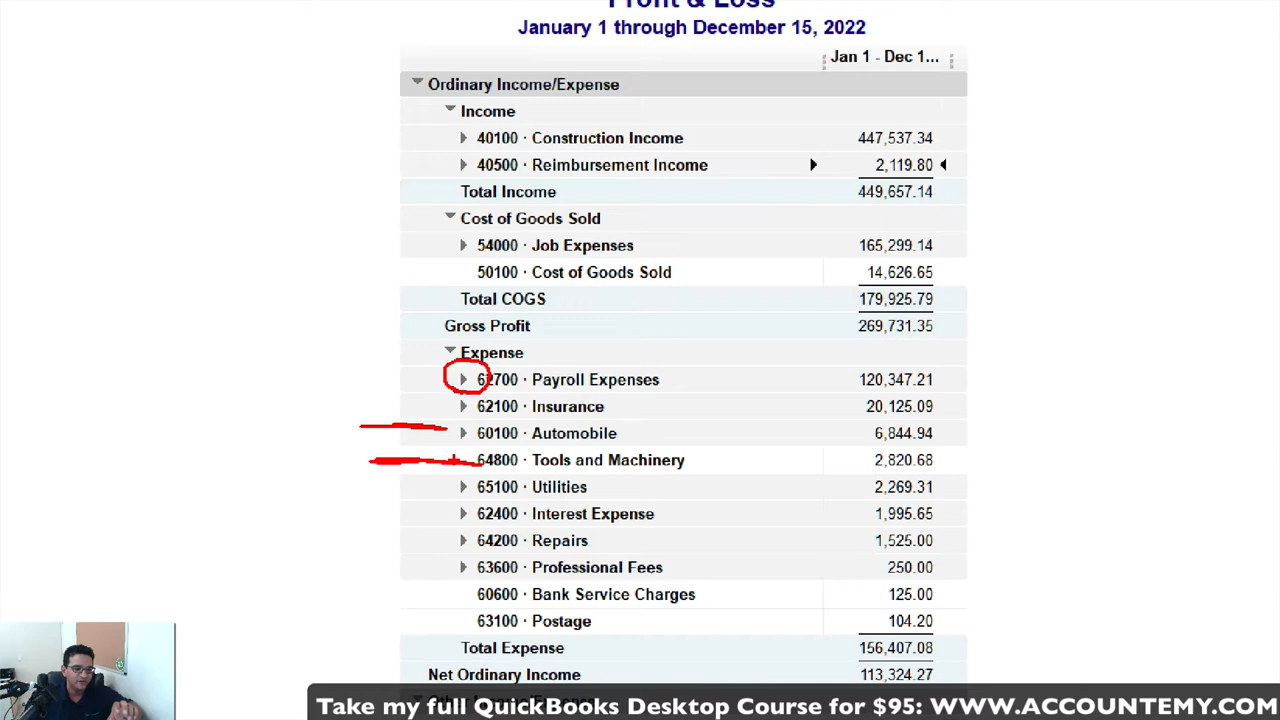 Profit & Loss
January 1 through December 15, 2022
Jan 1 - Dec 1...
Ordinary Income/Expense
Income
40100 · Construction Income 447,537.34
40500 · Reimbursement Income 2,119.80
Total Income 449,657.14
Cost of Goods Sold
54000 · Job Expenses 165,299.14
50100 · Cost of Goods Sold 14,626.65
Total COGS 179,925.79
Gross Profit 269,731.35
Expense
62700 · Payroll Expenses 120,347.21
62100 · Insurance 20,125.09
60100 · Automobile 6,844.94
64800 · Tools and Machinery 2,820.68
65100 · Utilities 2,269.31
62400 · Interest Expense 1,995.65
64200 · Repairs 1,525.00
63600 · Professional Fees 250.00
60600 · Bank Service Charges 125.00
63100 · Postage 104.20
Total Expense 156,407.08
Net Ordinary Income 113,324.27
Take my full QuickBooks Desktop Course for $95: WWW.ACCOUNTEMY.COM